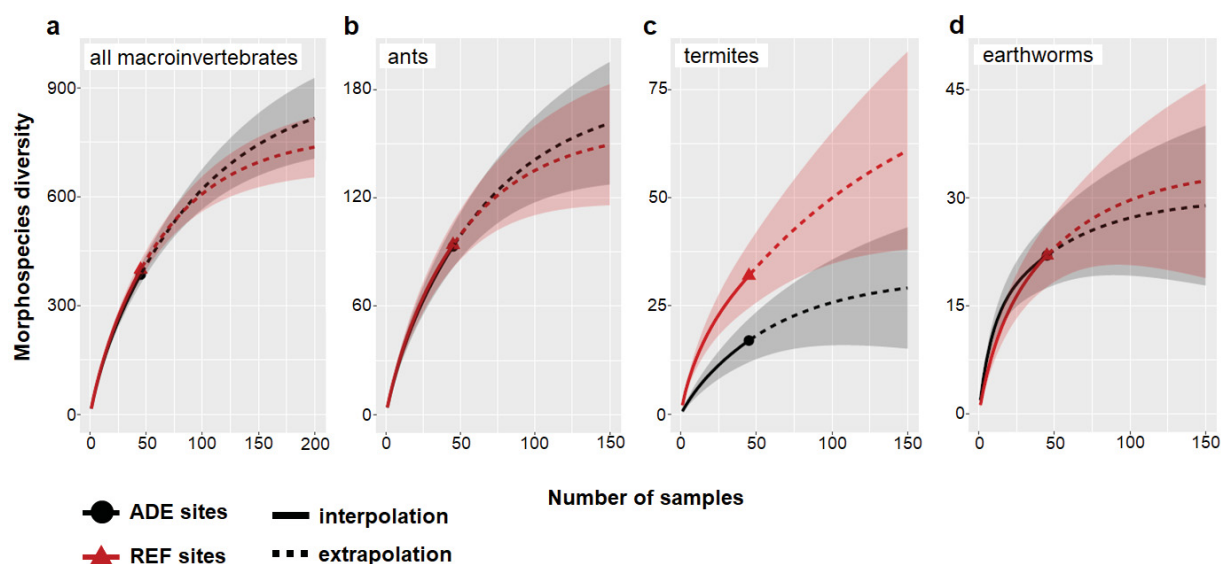 a
all macroinvertebrates
b
ants
c
termites
d
earthworms
Morphospecies diversity
900
600
300
0
0
50
100
150
200
180
120
60
0
0
50
100
150
75
50
25
0
0
50
100
150
45
30
15
0
0
50
100
150
Number of samples
ADE sites
interpolation
REF sites
extrapolation